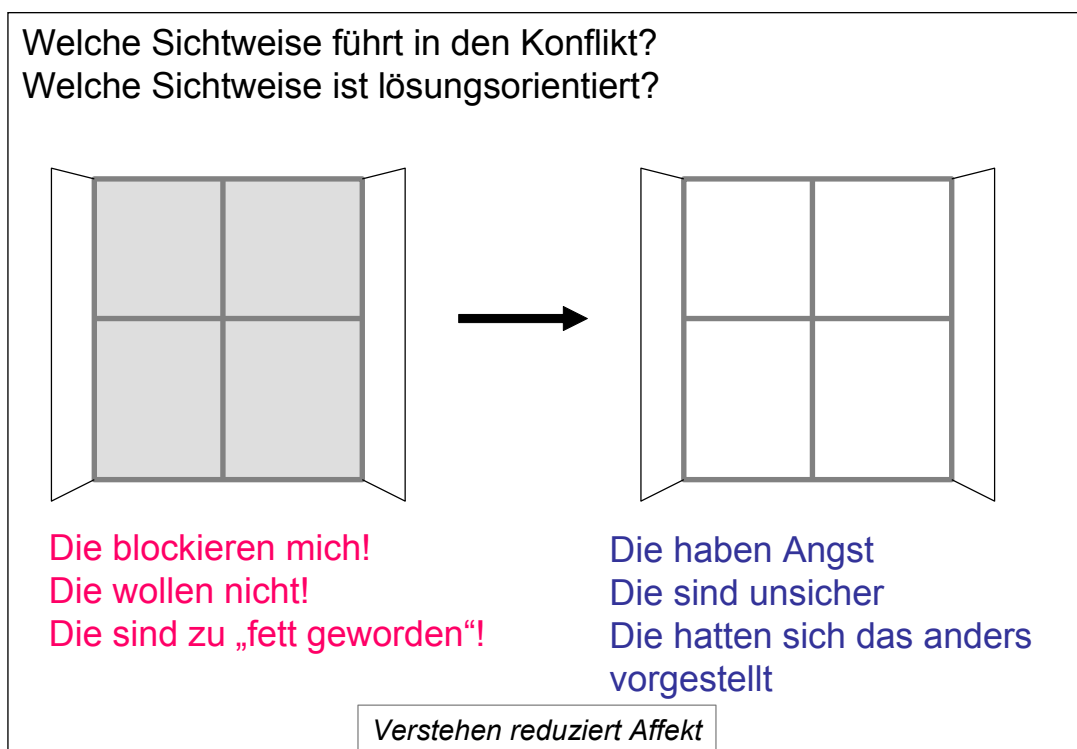 Welche Sichtweise führt in den Konflikt?
Welche Sichtweise ist lösungsorientiert?
Die blockieren mich!
Die wollen nicht!
Die sind zu „fett geworden“!
Die haben Angst
Die sind unsicher
Die hatten sich das anders
vorgestellt
Verstehen reduziert Affekt